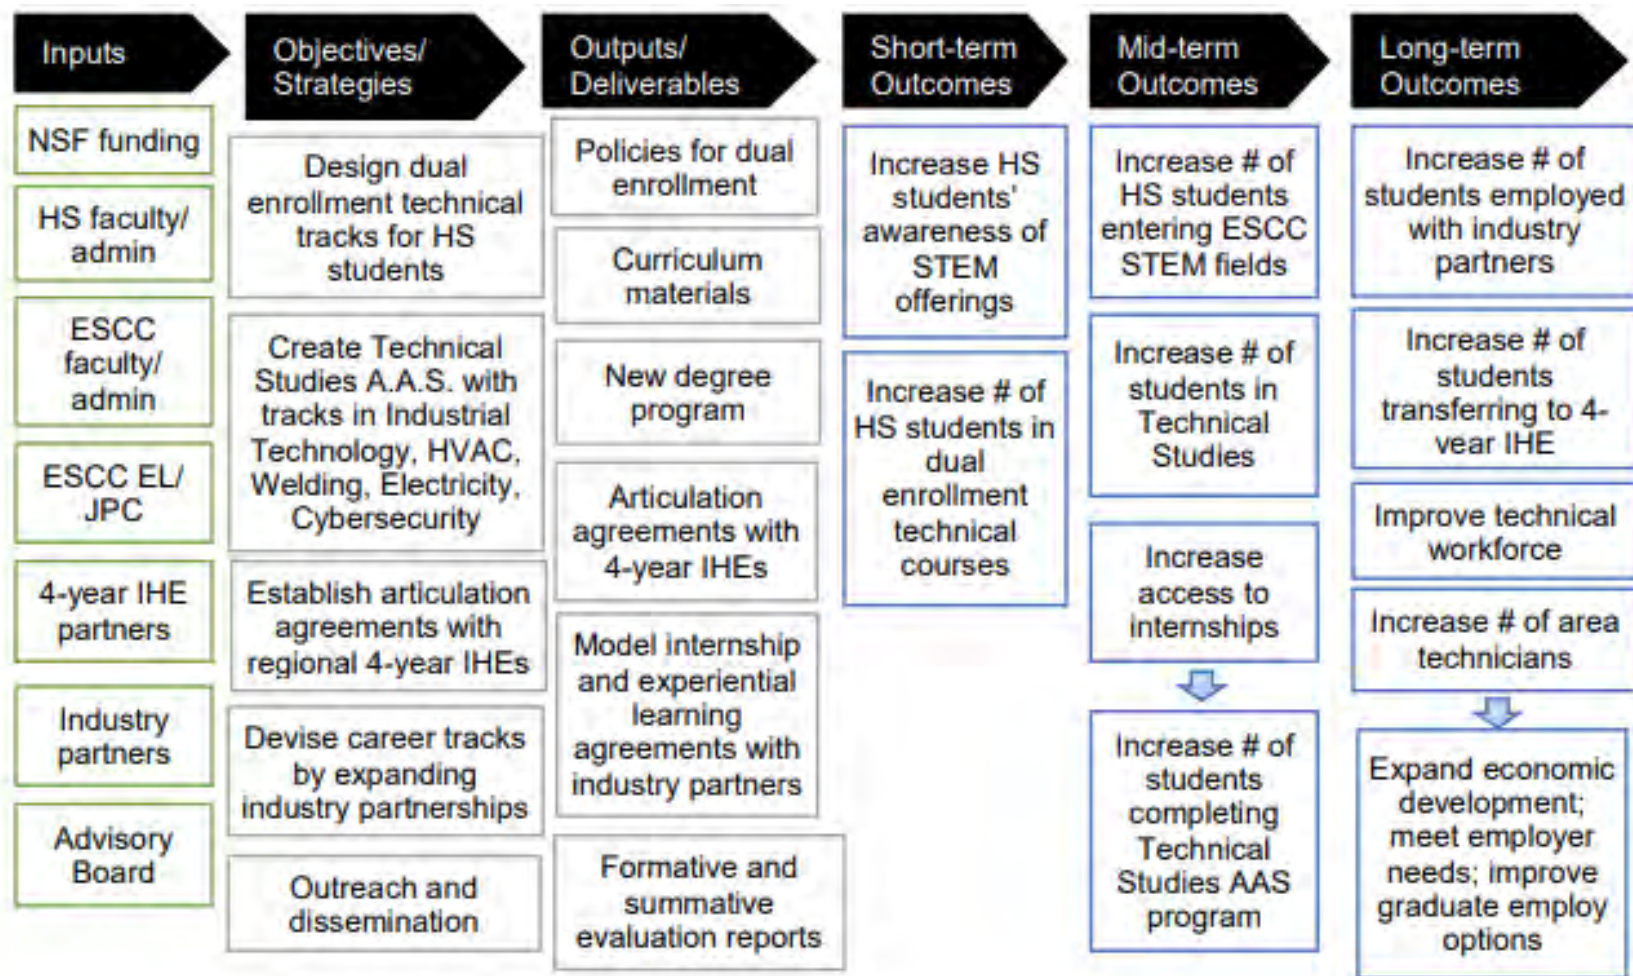 Inputs
Objectives/
Strategies
Outputs/
Deliverables
Short-term
Outcomes
Mid-term
Outcomes
Long-term
Outcomes
NSF funding
HS faculty/
admin
ESCC
faculty/
admin
ESCC EL/
JPC
4-year IHE
partners
Industry
partners
Advisory
Board
Design dual
enrollment technical
tracks for HS
students
Create Technical
Studies A.A.S. with
tracks in Industrial
Technology, HVAC,
Welding, Electricity,
Cybersecurity
Establish articulation
agreements with
regional 4-year IHEs
Devise career tracks
by expanding
industry partnerships
Outreach and
dissemination
Policies for dual
enrollment
Curriculum
materials
New degree
program
Articulation
agreements with
4-year IHEs
Model internship
and experiential
learning
agreements with
industry partners
Formative and
summative
evaluation reports
Increase HS
students'
awareness of
STEM
offerings
Increase # of
HS students in
dual
enrollment
technical
courses
Increase # of
HS students
entering ESCC
STEM fields
Increase # of
students in
Technical
Studies
Increase
access to
internships
Increase # of
students
completing
Technical
Studies AAS
program
Increase # of
students employed
with industry
partners
Increase # of
students
transferring to 4-
year IHE
Improve technical
workforce
Increase # of area
technicians
Expand economic
development;
meet employer
needs; improve
graduate employ
options